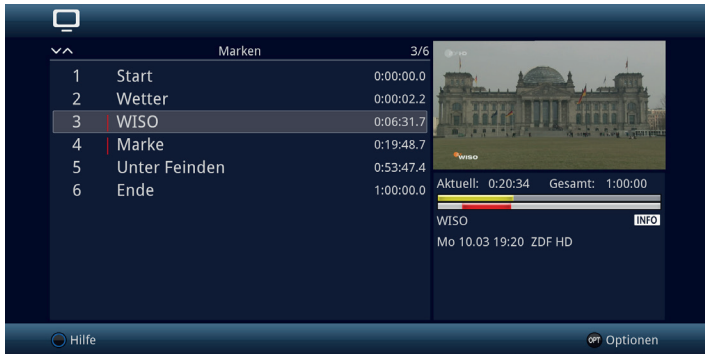 Marken 3/6
1 Start 0:00:00.0
2 Wetter 0:00:02.2
3 WISO 0:06:31.7
4 Marke 0:19:48.7
5 Unter Feinden 0:53:47.4
6 Ende 1:00:00.0
WISO
Aktuell: 0:20:34 Gesamt: 1:00:00
WISO INFO
Mo 10.03 19:20 ZDF HD
Hilfe
OPT Optionen